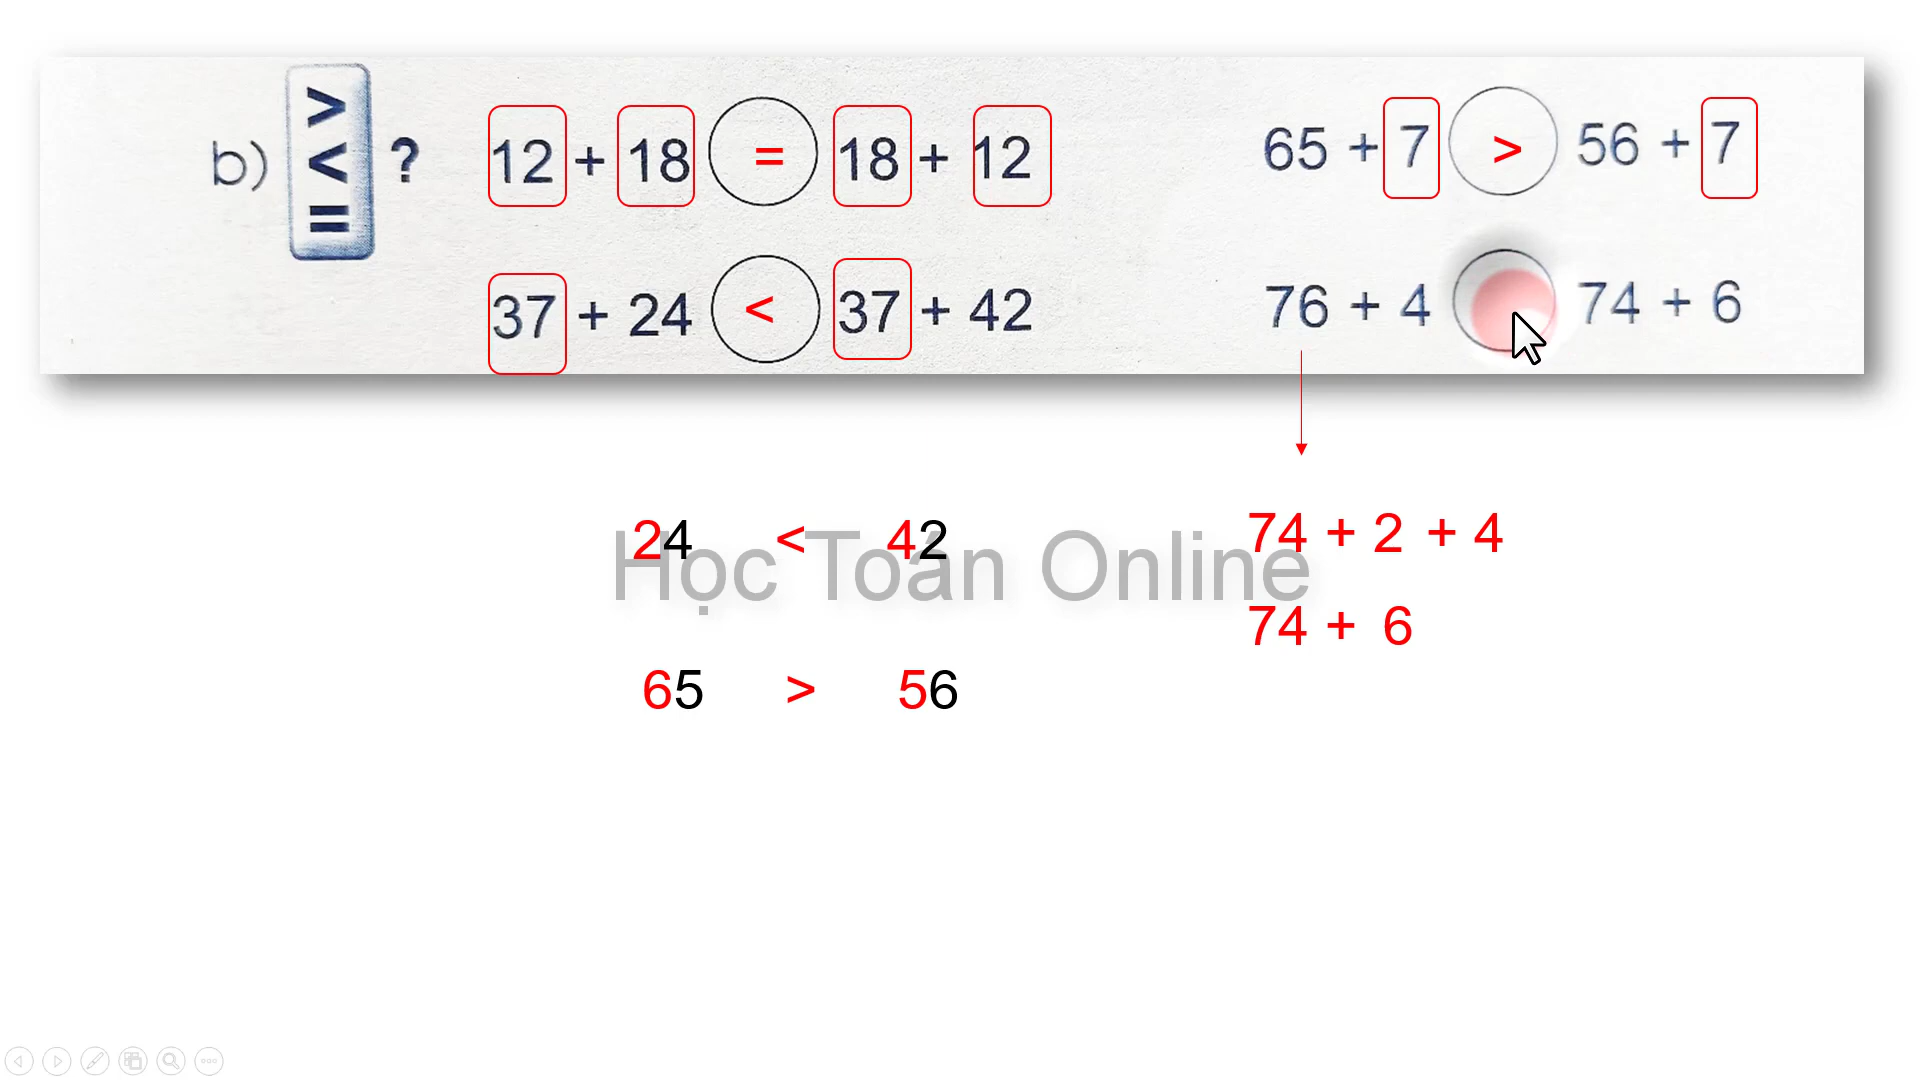 b) > < = ? 12 + 18 = 18 + 12 65 + 7 > 56 + 7
37 + 24 < 37 + 42 76 + 4 74 + 6
24 < 42 74 + 2 + 4
Học Toán Online
74 + 6
65 > 56